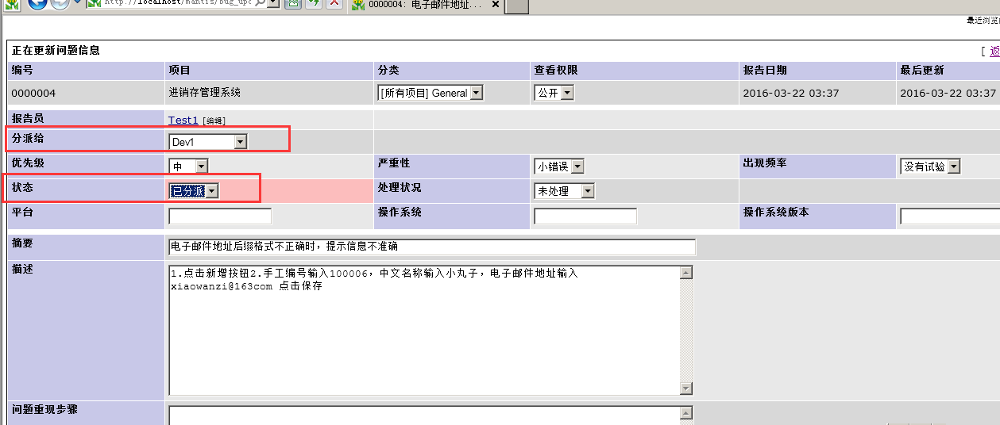 http://localhost/mantis/bug_upd
0000004: 电子邮件地址...
最近浏览
正在更新问题信息
[ 返
编号 项目 分类 查看权限 报告日期 最后更新
0000004 进销存管理系统 [所有项目] General 公开 2016-03-22 03:37 2016-03-22 03:37
报告员 Test1 [编辑]
分派给 Dev1
优先级 中 严重性 小错误 出现频率 没有试验
状态 已分派 处理状况 未处理
平台 操作系统 操作系统版本
摘要 电子邮件地址后缀格式不正确时，提示信息不准确
描述 1.点击新增按钮2.手工编号输入100006，中文名称输入小丸子，电子邮件地址输入
xiaowanzi@163com 点击保存
问题重现步骤